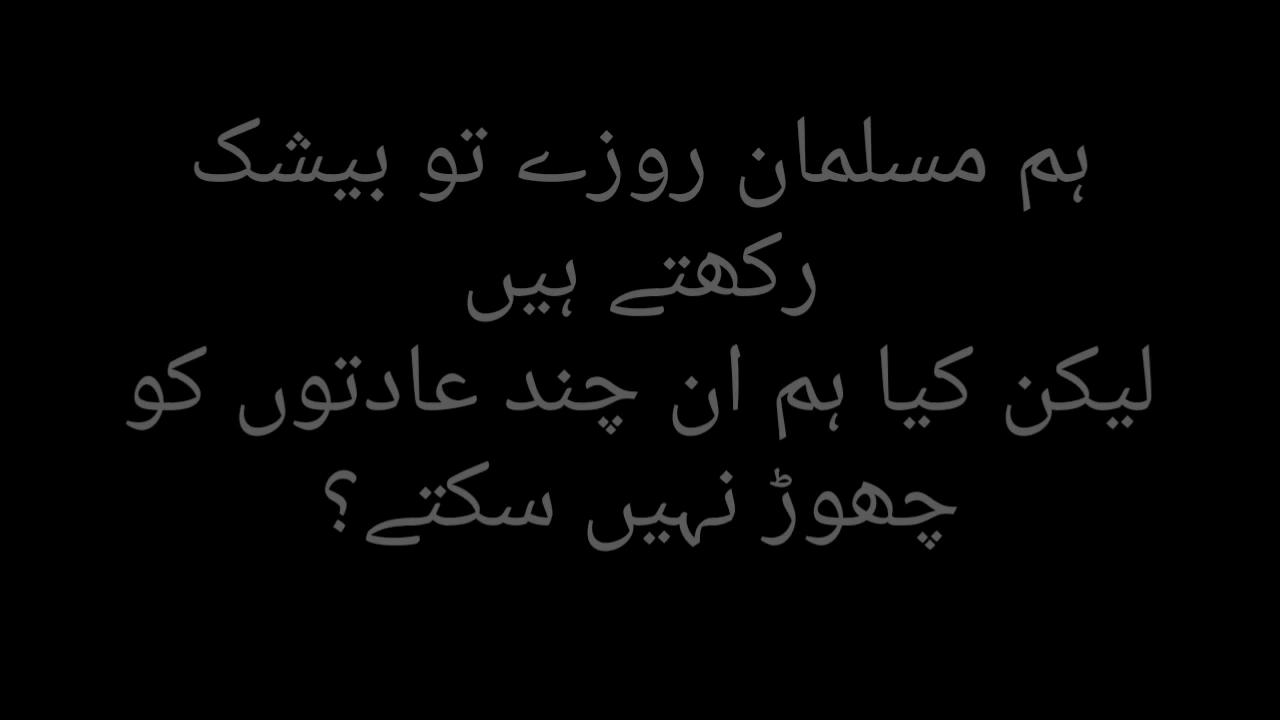 ہم مسلمان روزے تو بیشک
رکھتے ہیں
لیکن کیا ہم ان چند عادتوں کو
چھوڑ نہیں سکتے؟